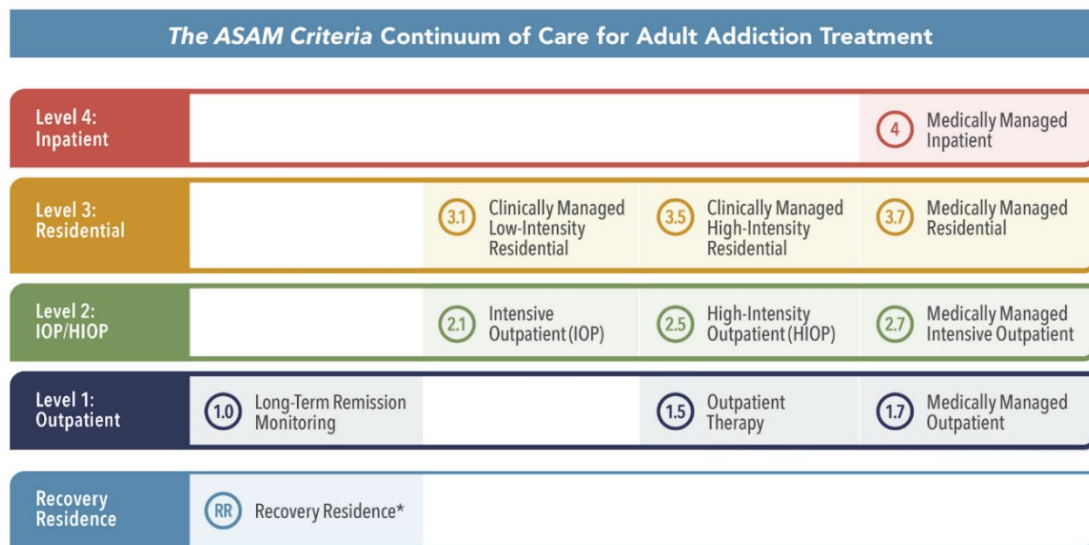 The ASAM Criteria Continuum of Care for Adult Addiction Treatment
Level 4:
Inpatient
4
Medically Managed
Inpatient
Level 3:
Residential
3.1
Clinically Managed
Low-Intensity
Residential
3.5
Clinically Managed
High-Intensity
Residential
3.7
Medically Managed
Residential
Level 2:
IOP/HIOP
2.1
Intensive
Outpatient (IOP)
2.5
High-Intensity
Outpatient (HIOP)
2.7
Medically Managed
Intensive Outpatient
Level 1:
Outpatient
1.0
Long-Term Remission
Monitoring
1.5
Outpatient
Therapy
1.7
Medically Managed
Outpatient
Recovery
Residence
RR
Recovery Residence*